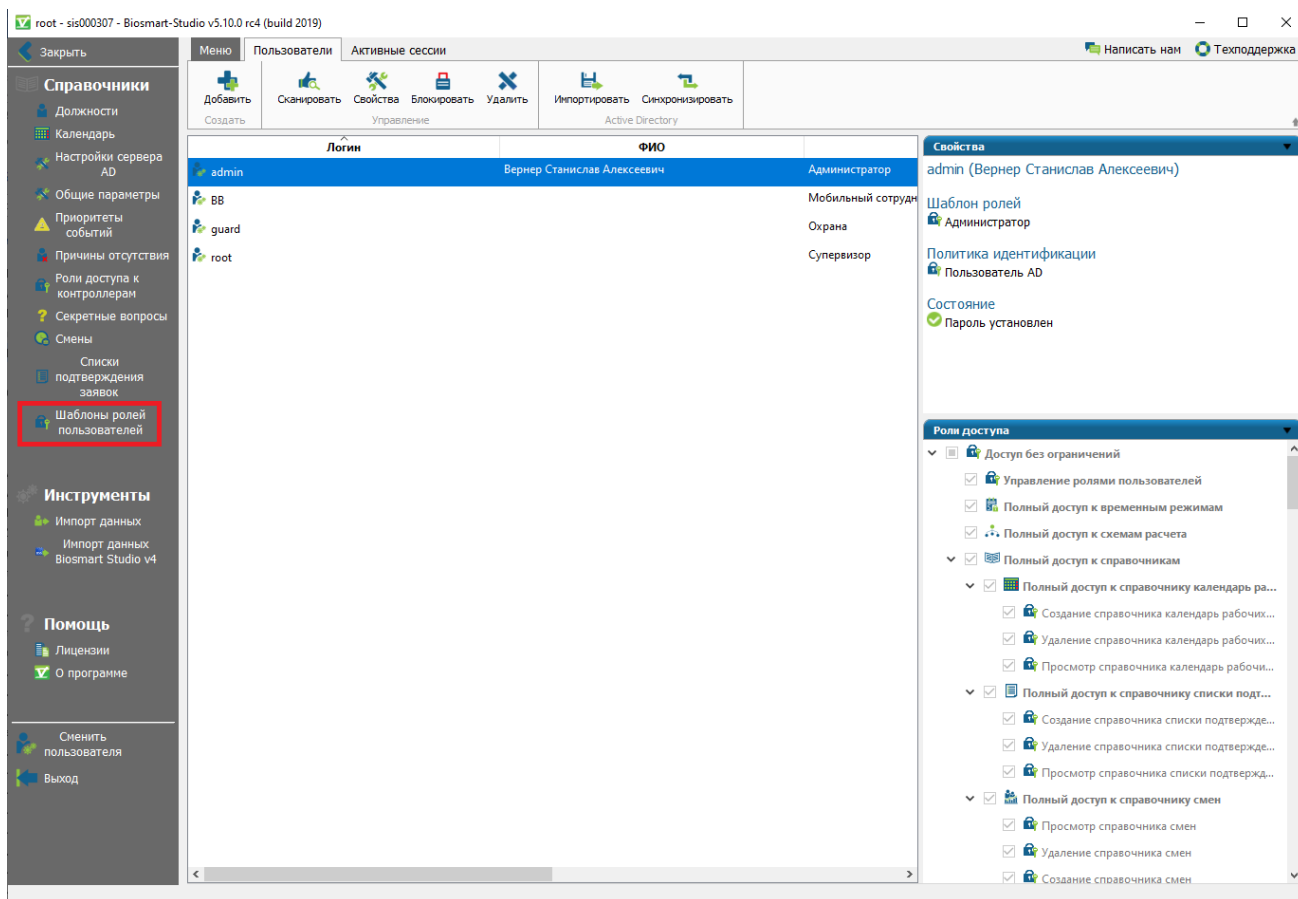 root - sis000307 - Biosmart-Studio v5.10.0 rc4 (build 2019)
Закрыть
Меню
Пользователи
Активные сессии
Написать нам
Техподдержка
Справочники
Должности
Календарь
Настройки сервера
AD
Общие параметры
Приоритеты
событий
Причины отсутствия
Роли доступа к
контроллерам
Секретные вопросы
Смены
Списки
подтверждения
заявок
Шаблоны ролей
пользователей
Инструменты
Импорт данных
Импорт данных
Biosmart Studio v4
Помощь
Лицензии
О программе
Сменить
пользователя
Выход
Добавить
Сканировать
Свойства
Блокировать
Удалить
Импортировать
Синхронизировать
Создать
Управление
Active Directory
Логин
ФИО
admin
Вернер Станислав Алексеевич
Администратор
BB
Мобильный сотрудн
guard
Охрана
root
Супервизор
Свойства
admin (Вернер Станислав Алексеевич)
Шаблон ролей
Администратор
Политика идентификации
Пользователь AD
Состояние
Пароль установлен
Роли доступа
Доступ без ограничений
Управление ролями пользователей
Полный доступ к временным режимам
Полный доступ к схемам расчета
Полный доступ к справочникам
Полный доступ к справочнику календарь ра...
Создание справочника календарь рабочих...
Удаление справочника календарь рабочих...
Просмотр справочника календарь рабочи...
Полный доступ к справочнику списки подт...
Создание справочника списки подтвержде...
Удаление справочника списки подтвержде...
Просмотр справочника списки подтвержд...
Полный доступ к справочнику смен
Просмотр справочника смен
Удаление справочника смен
Создание справочника смен